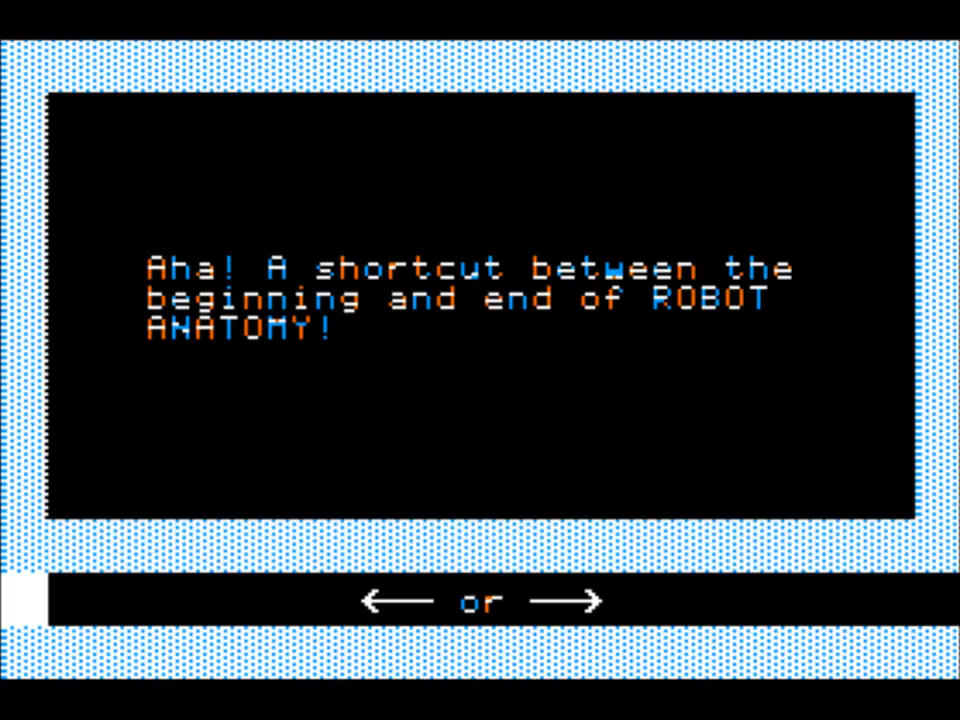 Aha! A shortcut between the
beginning and end of ROBOT
ANATOMY!
← or →